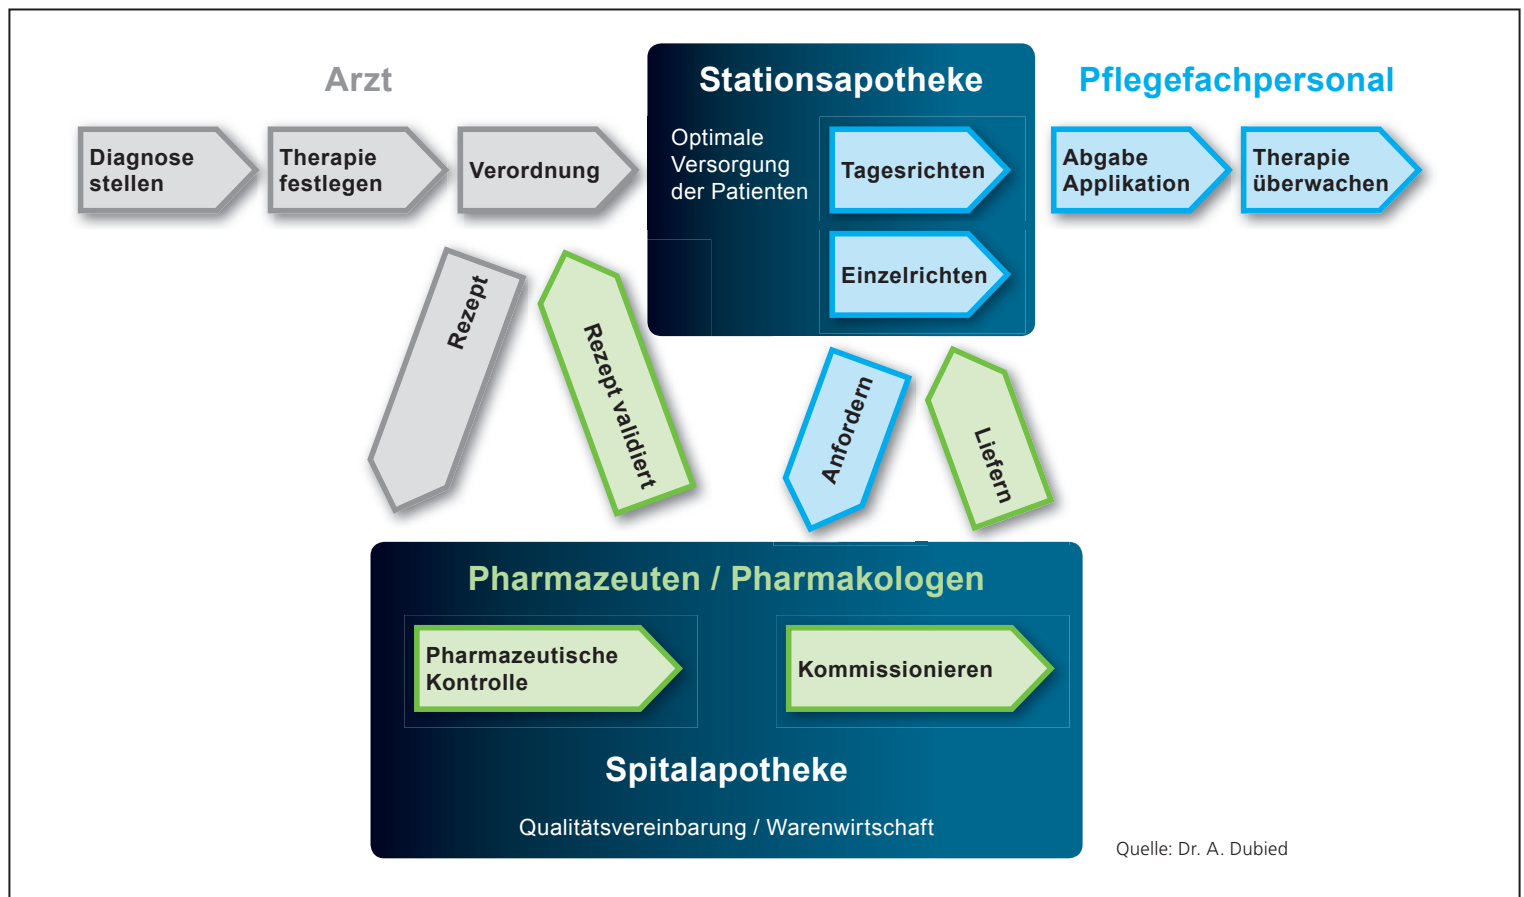 Arzt
Stationsapotheke
Pflegefachpersonal
Diagnose
stellen
Therapie
festlegen
Verordnung
Optimale
Versorgung
der Patienten
Tagesrichten
Einzelrichten
Abgabe
Applikation
Therapie
überwachen
Rezept
Rezept validiert
Anfordern
Liefern
Pharmazeuten / Pharmakologen
Pharmazeutische
Kontrolle
Kommissionieren
Spitalapotheke
Qualitätsvereinbarung / Warenwirtschaft
Quelle: Dr. A. Dubied